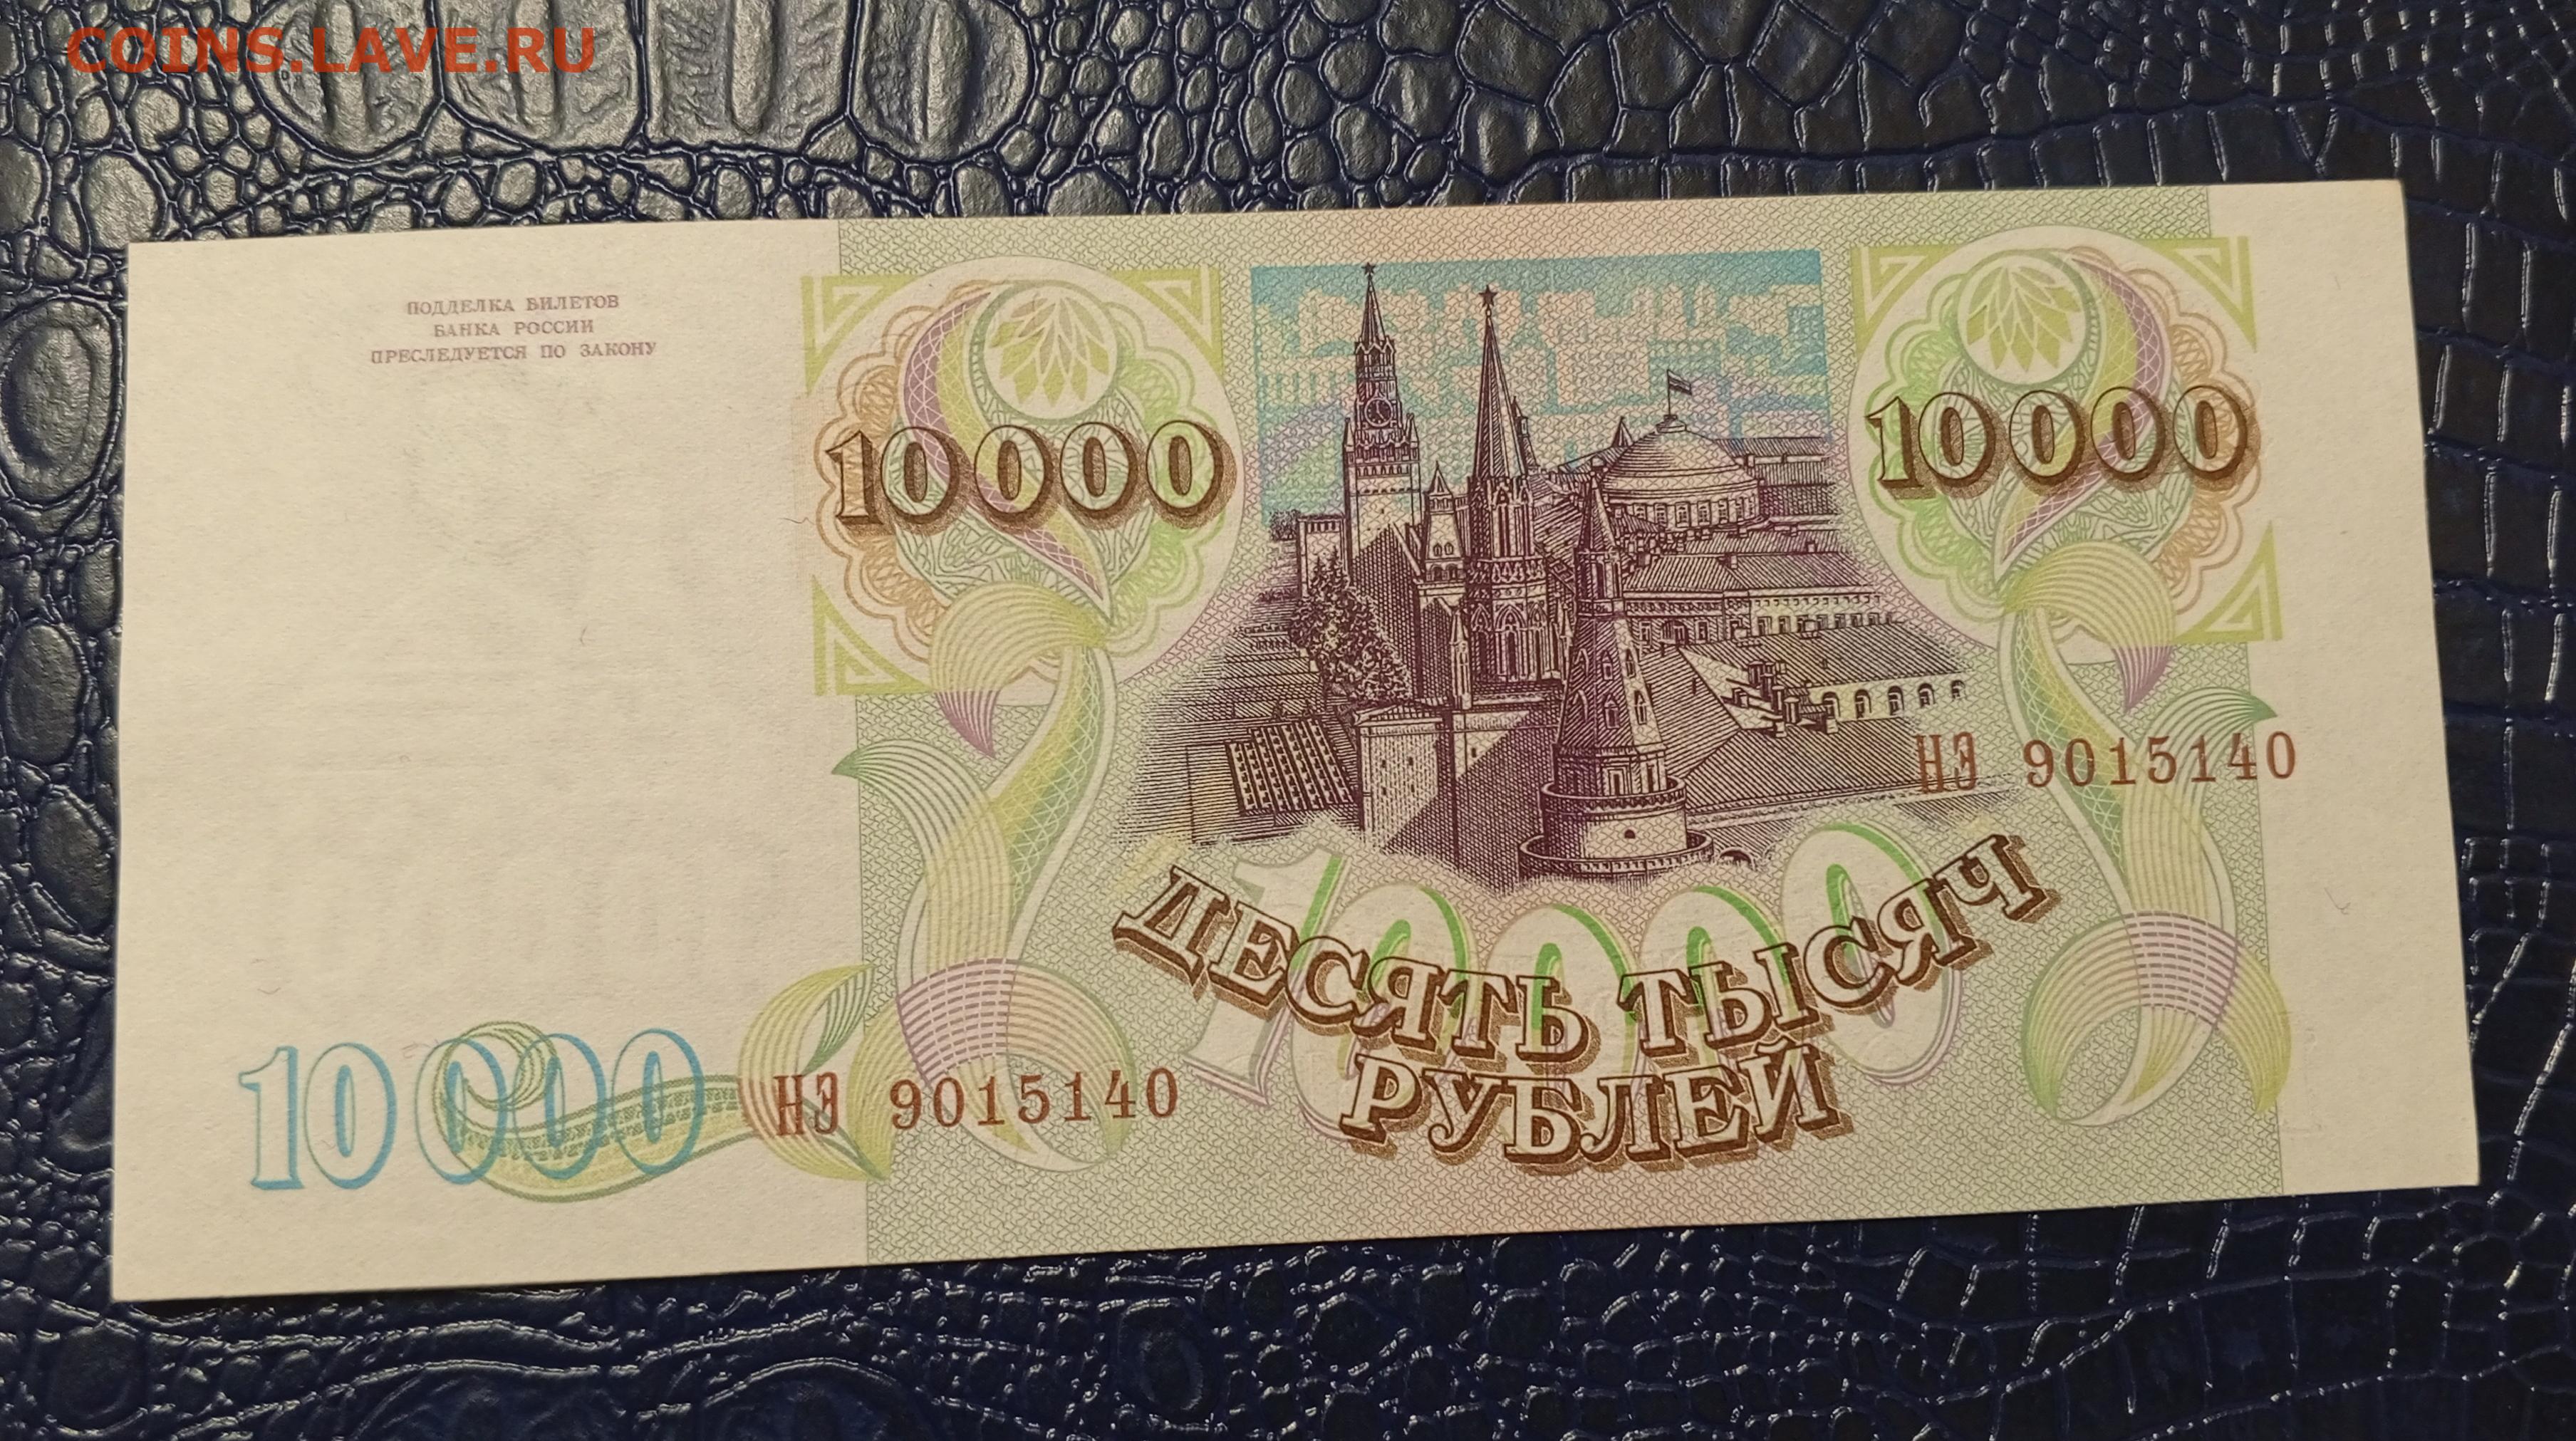 COINS.LAVE.RU
ПОДДЕЛКА БИЛЕТОВ
БАНКА РОССИИ
ПРЕСЛЕДУЕТСЯ ПО ЗАКОНУ
10000
10000
НЭ 9015140
10000
ДЕСЯТЬ ТЫСЯЧ
РУБЛЕЙ
10000
НЭ 9015140